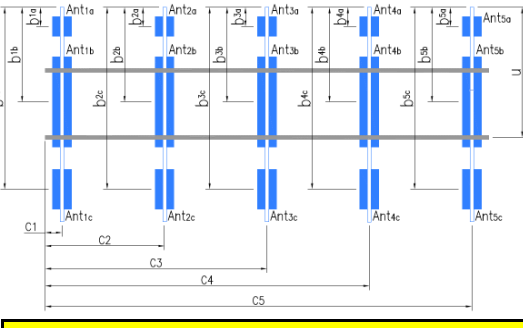 b1a Ant1a b2a Ant2a b3a Ant3a b4a Ant4a b5a Ant5a
b1b Ant1b b2b Ant2b b3b Ant3b b4b Ant4b b5b Ant5b u
b2c b3c b4c b5c
Ant1c Ant2c Ant3c Ant4c Ant5c
C1
C2
C3
C4
C5